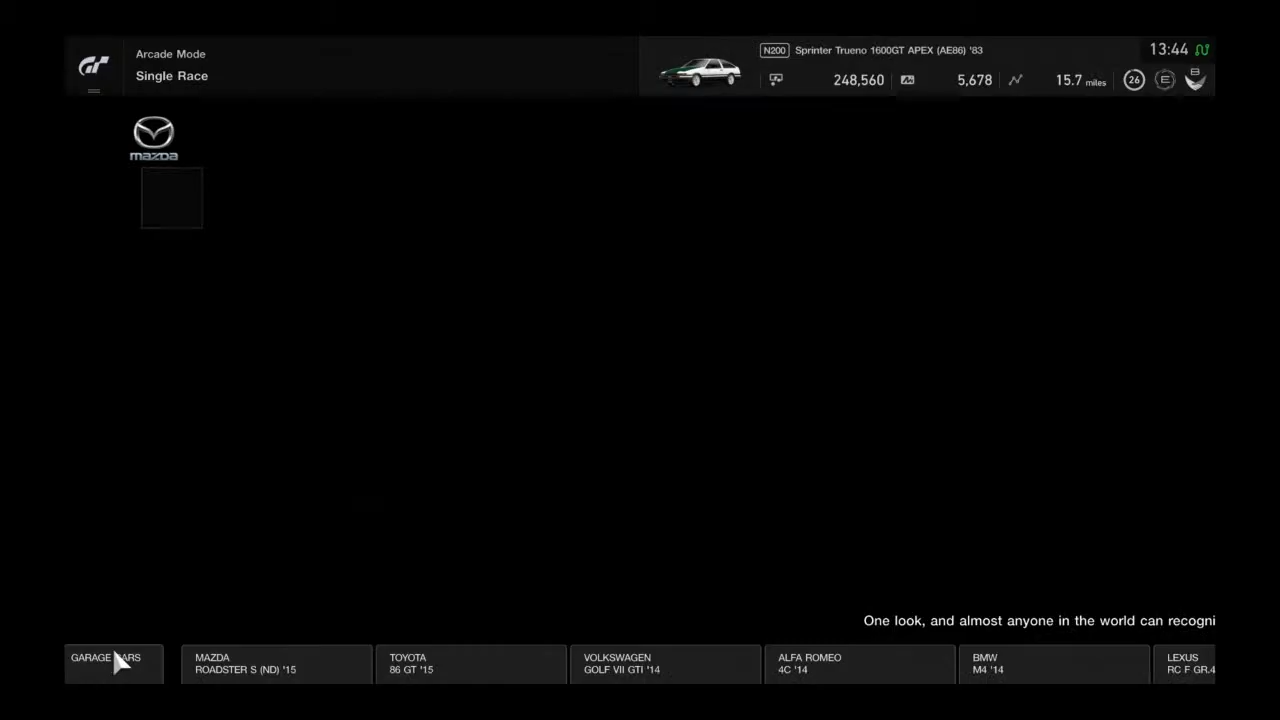 Arcade Mode
Single Race
N200 Sprinter Trueno 1600GT APEX (AE86) '83
13:44
248,560
5,678
15.7 miles
26
E
B
mazda
One look, and almost anyone in the world can recogni
GARAGE CARS
MAZDA
ROADSTER S (ND) '15
TOYOTA
86 GT '15
VOLKSWAGEN
GOLF VII GTI '14
ALFA ROMEO
4C '14
BMW
M4 '14
LEXUS
RC F GR.4